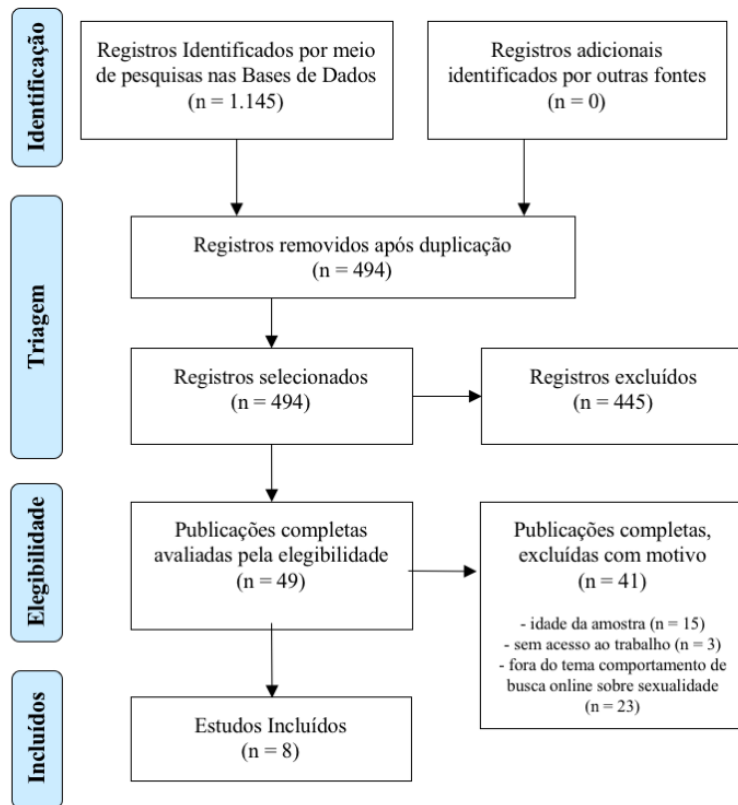 Identificação
Registros Identificados por meio
de pesquisas nas Bases de Dados
(n = 1.145)
Registros adicionais
identificados por outras fontes
(n = 0)
Triagem
Registros removidos após duplicação
(n = 494)
Registros selecionados
(n = 494)
Registros excluídos
(n = 445)
Elegibilidade
Publicações completas
avaliadas pela elegibilidade
(n = 49)
Publicações completas,
excluídas com motivo
(n = 41)
- idade da amostra (n = 15)
- sem acesso ao trabalho (n = 3)
- fora do tema comportamento de
busca online sobre sexualidade
(n = 23)
Incluídos
Estudos Incluídos
(n = 8)